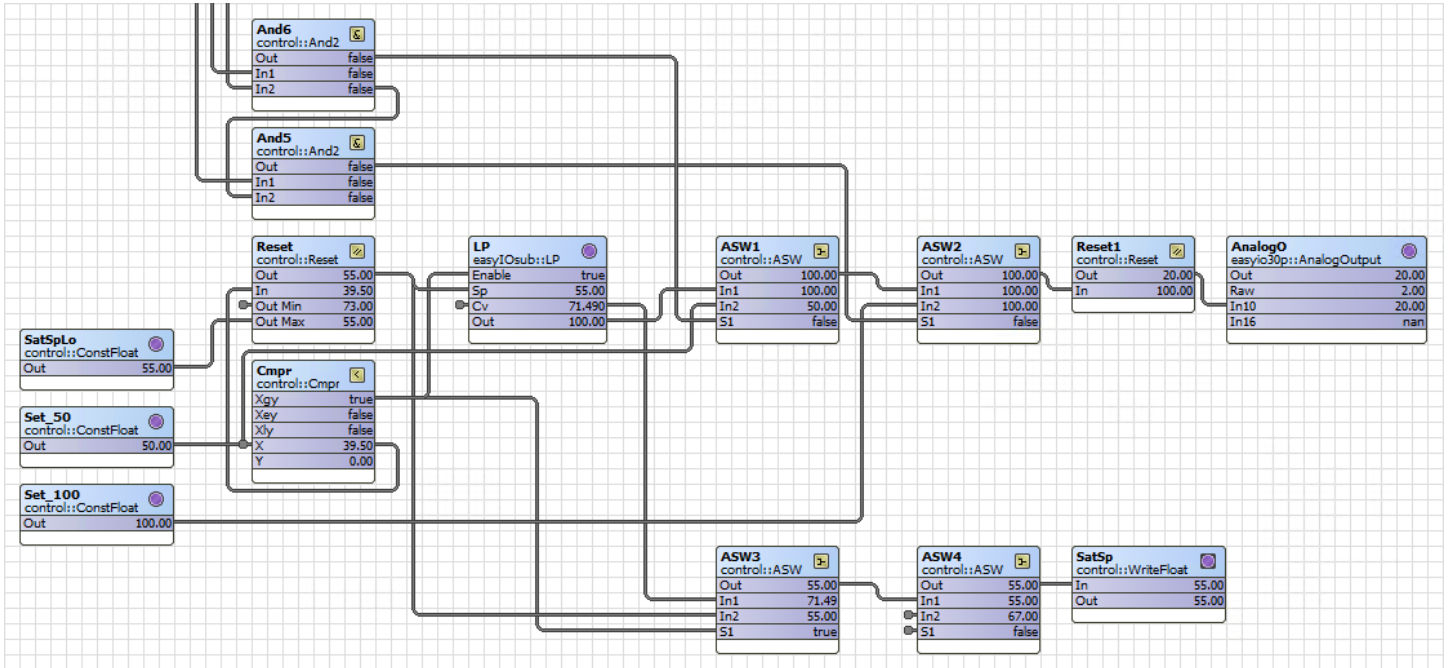 And6
control::And2
Out false
In1 false
In2 false
And5
control::And2
Out false
In1 false
In2 false
Reset
control::Reset
Out 55.00
In 39.50
Out Min 73.00
Out Max 55.00
LP
easyIOsub::LP
Enable true
Sp 55.00
Cv 71.490
Out 100.00
ASW1
control::ASW
Out 100.00
In1 100.00
In2 50.00
S1 false
ASW2
control::ASW
Out 100.00
In1 100.00
In2 100.00
S1 false
Reset1
control::Reset
Out 20.00
In 100.00
AnalogO
easyio30p::AnalogOutput
Out 20.00
Raw 2.00
In10 20.00
In16 nan
SatSpLo
control::ConstFloat
Out 55.00
Cmpr
control::Cmpr
Xgy true
Xey false
Xly false
X 39.50
Y 0.00
Set_50
control::ConstFloat
Out 50.00
Set_100
control::ConstFloat
Out 100.00
ASW3
control::ASW
Out 55.00
In1 71.49
In2 55.00
S1 true
ASW4
control::ASW
Out 55.00
In1 55.00
In2 67.00
S1 false
SatSp
control::WriteFloat
In 55.00
Out 55.00
&
&
<